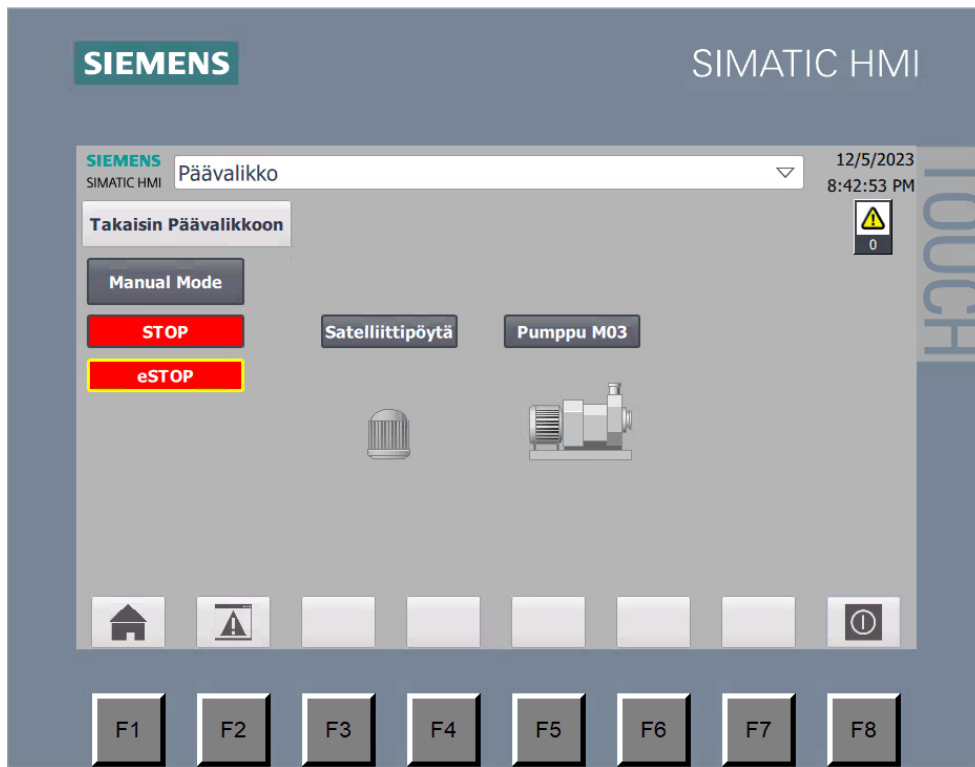 SIEMENS
SIMATIC HMI
SIEMENS
SIMATIC HMI
Päävalikko
12/5/2023
8:42:53 PM
TOUCH
Takaisin Päävalikkoon
0
Manual Mode
STOP
Satelliittipöytä
Pumppu M03
eSTOP
F1
F2
F3
F4
F5
F6
F7
F8